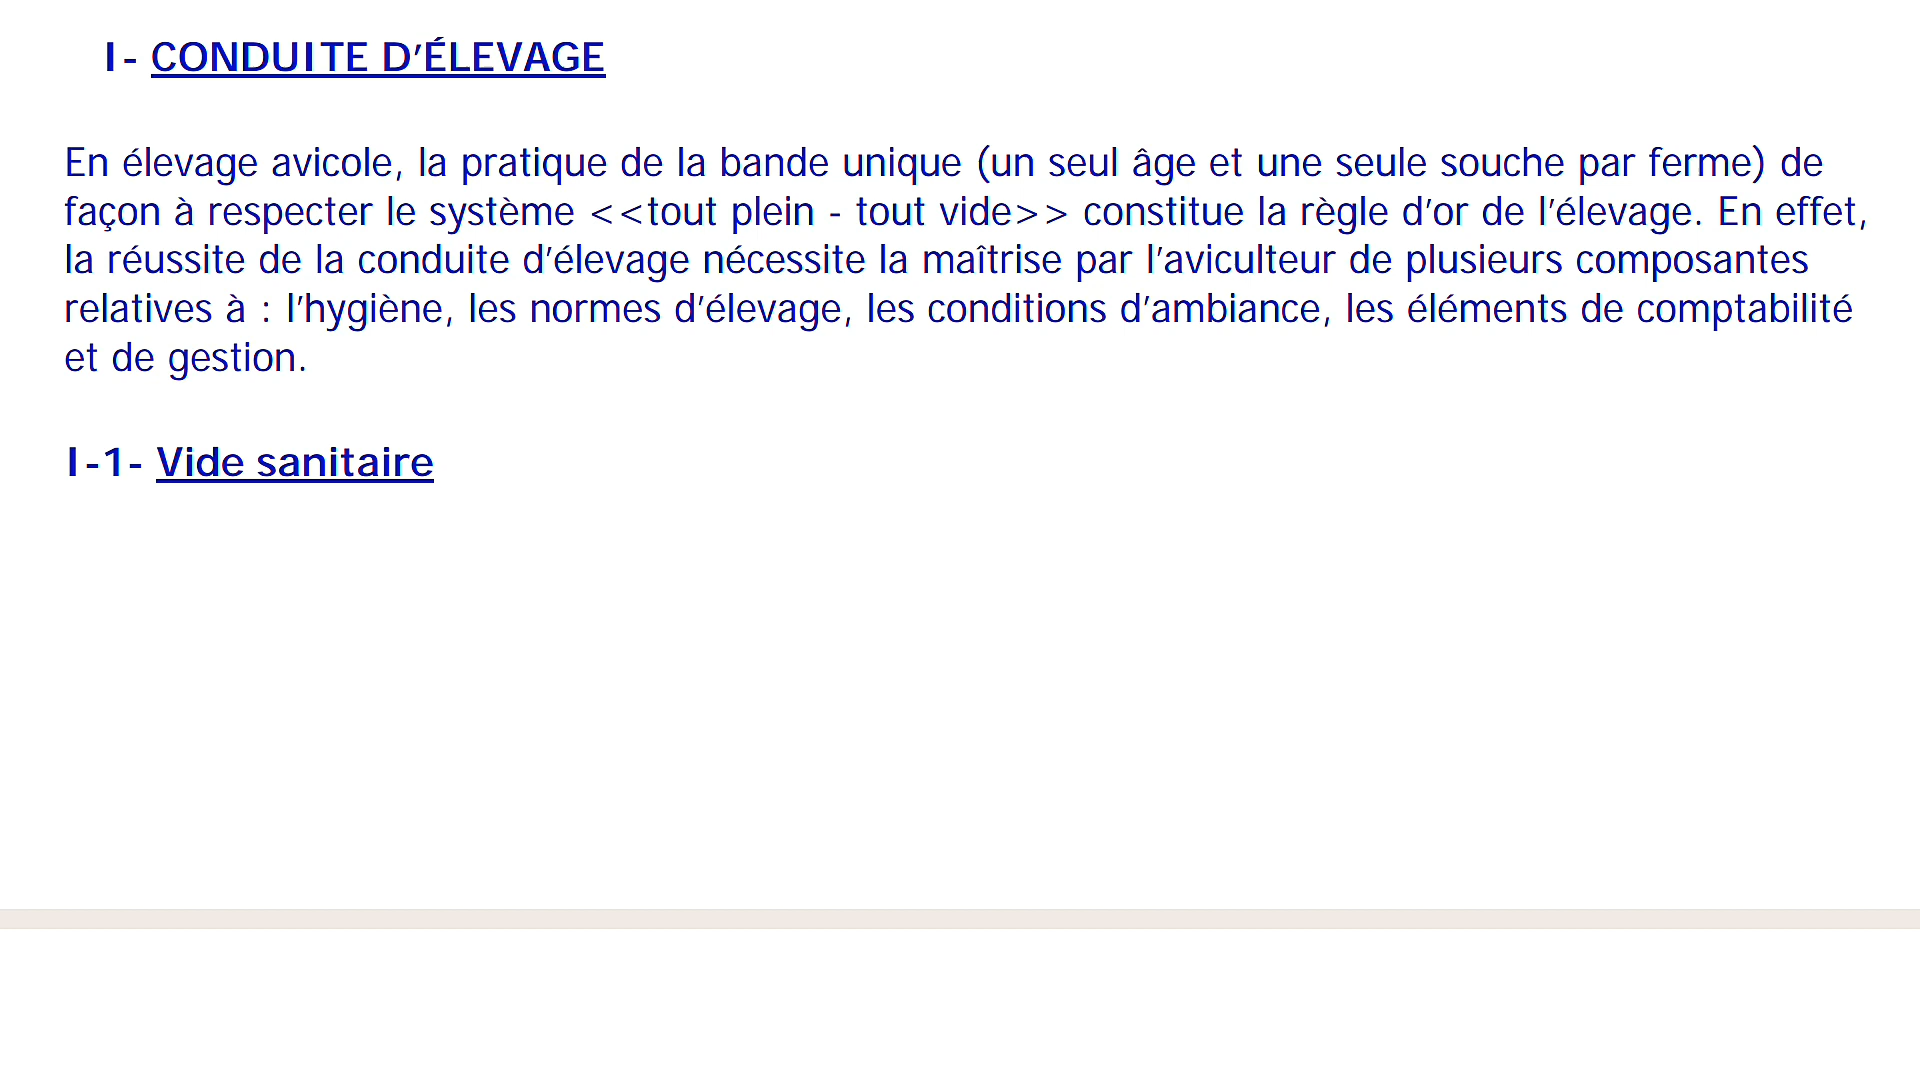 I- CONDUITE D’ÉLEVAGE
En élevage avicole, la pratique de la bande unique (un seul âge et une seule souche par ferme) de
façon à respecter le système <<tout plein - tout vide>> constitue la règle d’or de l’élevage. En effet,
la réussite de la conduite d’élevage nécessite la maîtrise par l’aviculteur de plusieurs composantes
relatives à : l’hygiène, les normes d’élevage, les conditions d’ambiance, les éléments de comptabilité
et de gestion.
I-1- Vide sanitaire